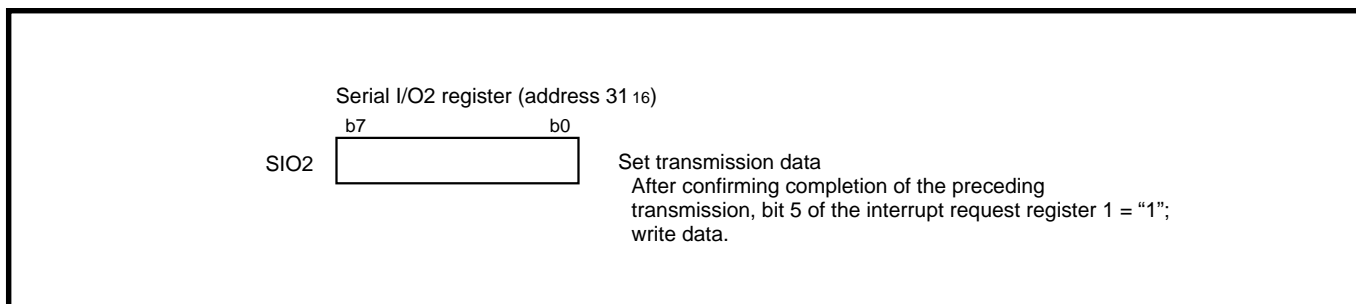 Serial I/O2 register (address 31 16)
b7 b0
SIO2
Set transmission data
After confirming completion of the preceding
transmission, bit 5 of the interrupt request register 1 = “1”;
write data.